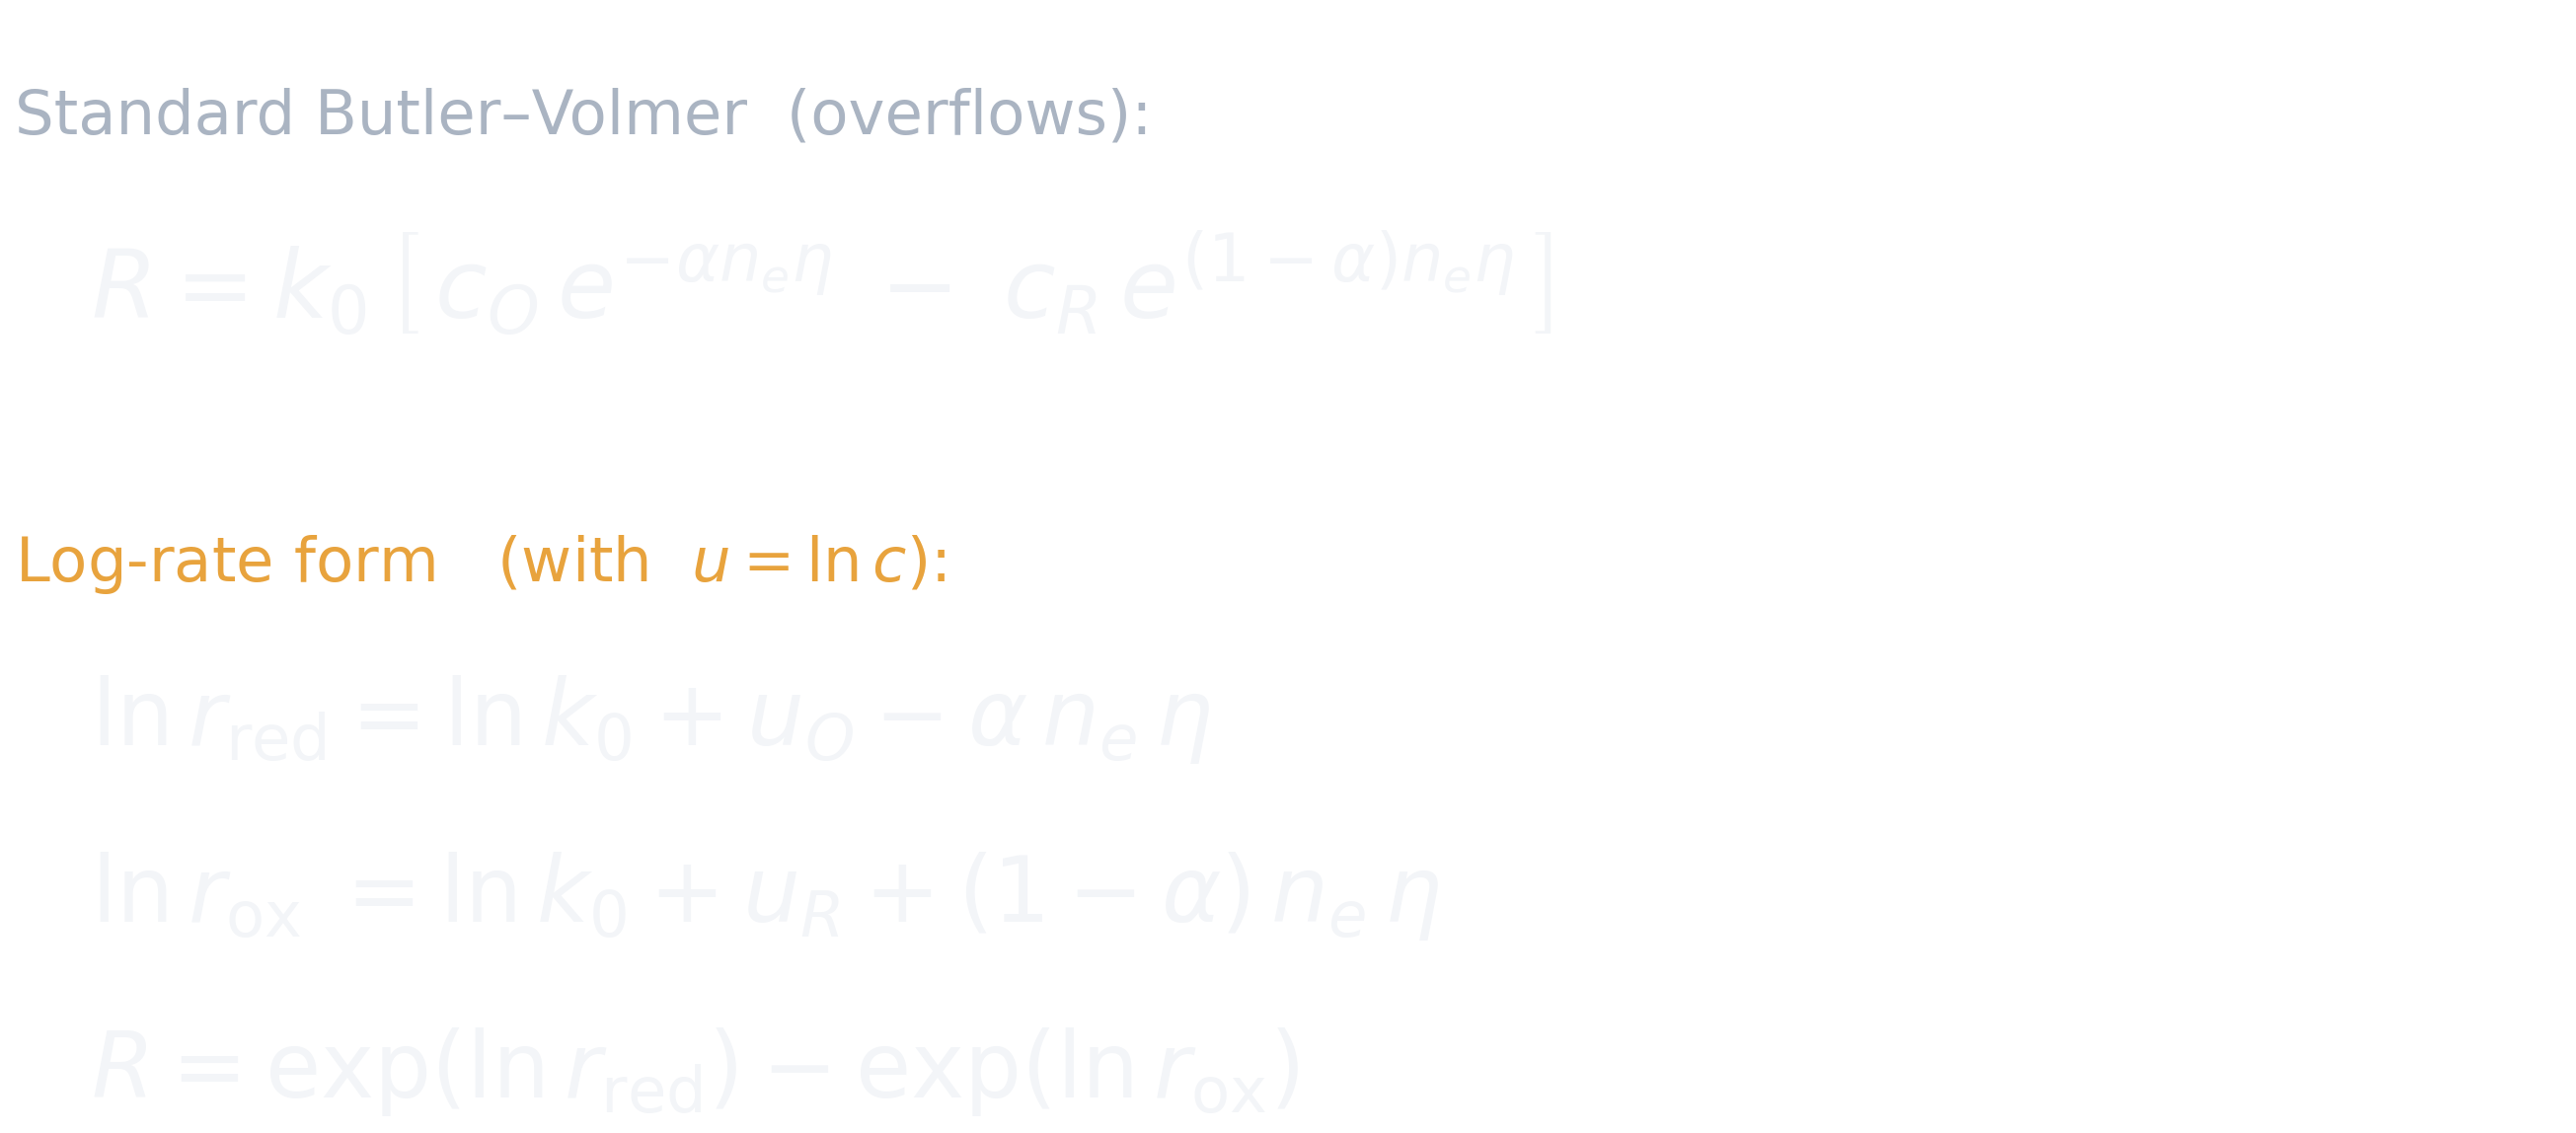 Standard Butler–Volmer (overflows):
R = k₀ [ c_O e^{−αn_eη} − c_R e^{(1−α)n_eη} ]
Log-rate form (with u = ln c):
ln r_red = ln k₀ + u_O − α n_e η
ln r_ox = ln k₀ + u_R + (1 − α) n_e η
R = exp(ln r_red) − exp(ln r_ox)